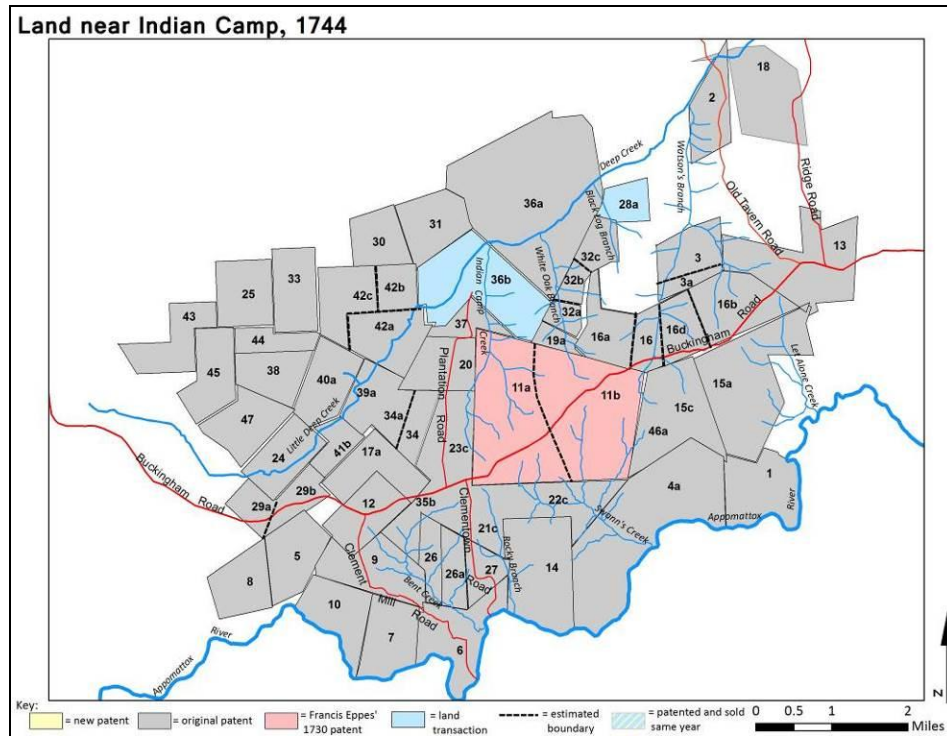 Land near Indian Camp, 1744
18
2
Deep Creek
Watson's Branch
Old Tavern Road
Ridge Road
36a
Black Log Branch
28a
31
30
13
3
32c
36b
White Oak Branch
Indian Camp
Creek
33
25
42c
42b
32b
3a
16b
43
42a
37
32a
19a
16a
16
16d
Buckingham Road
44
45
38
40a
39a
20
Plantation Road
11a
11b
15a
15c
Let Alone Creek
47
34a
34
Little Deep Creek
41b
17a
23c
46a
24
Buckingham Road
29a
29b
12
35b
22c
4a
1
River
Appomattox
Clementown Road
21c
Swann's Creek
Rocky Branch
5
8
9
26
26a
27
14
Clement Mill Road
Bent Creek
10
7
6
River
Appomattox
N
Key:
= new patent
= original patent
= Francis Eppes' 1730 patent
= land transaction
= estimated boundary
= patented and sold same year
0 0.5 1 2
Miles